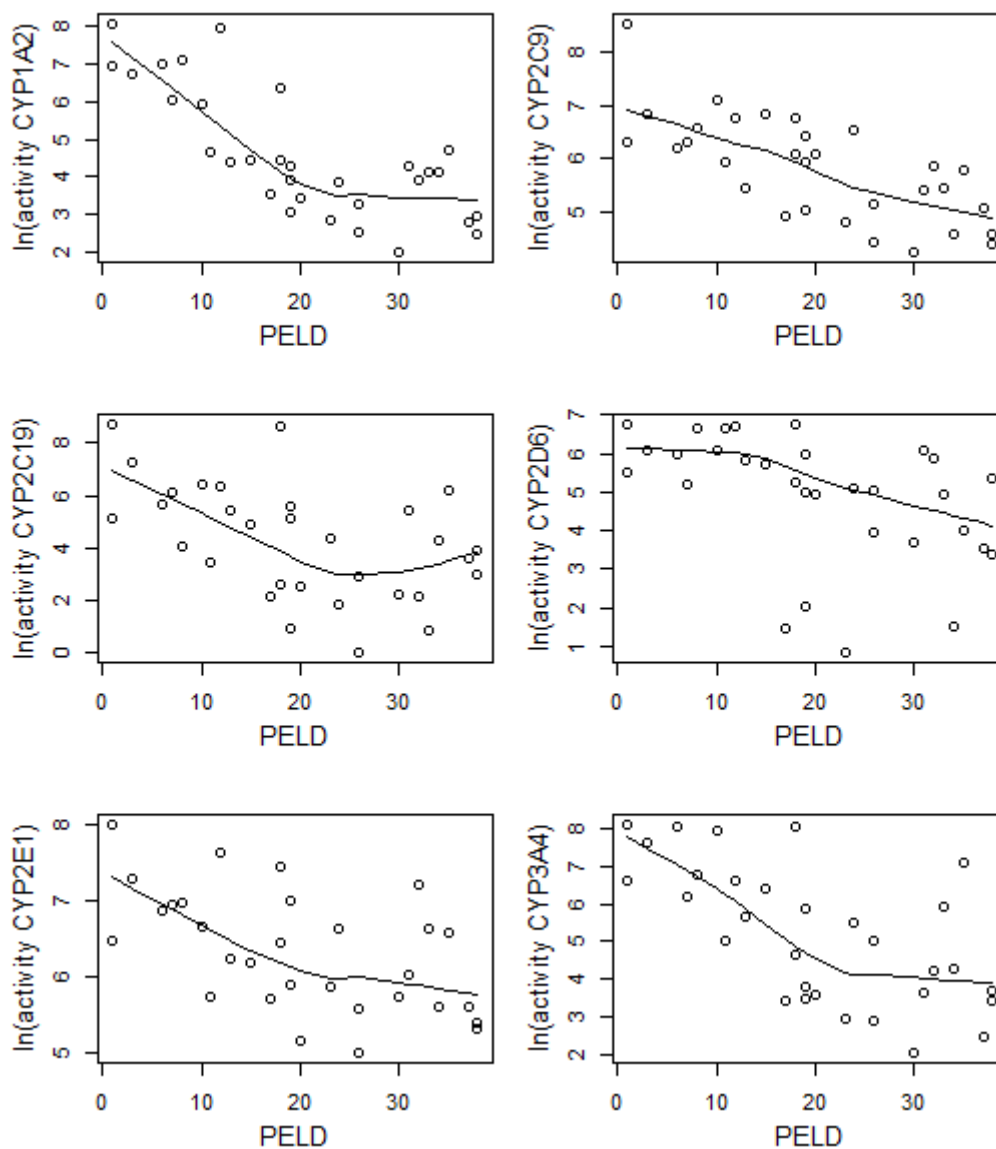 ln(activity CYP1A2)
8
7
6
5
4
3
2
0 10 20 30
PELD
ln(activity CYP2C9)
8
7
6
5
0 10 20 30
PELD
ln(activity CYP2C19)
8
6
4
2
0
0 10 20 30
PELD
ln(activity CYP2D6)
7
6
5
4
3
2
1
0 10 20 30
PELD
ln(activity CYP2E1)
8
7
6
5
0 10 20 30
PELD
ln(activity CYP3A4)
8
7
6
5
4
3
2
0 10 20 30
PELD